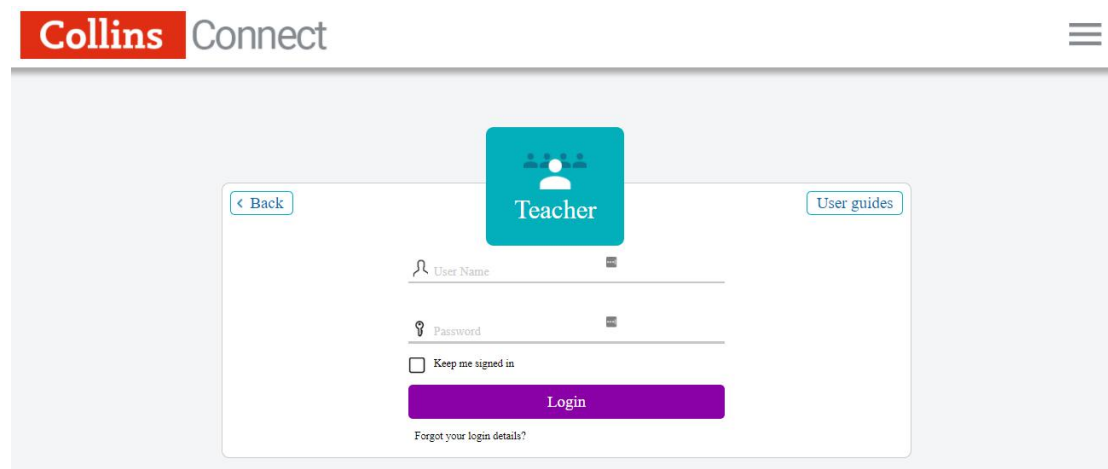 Collins Connect
Teacher
< Back
User guides
User Name
Password
Keep me signed in
Login
Forgot your login details?